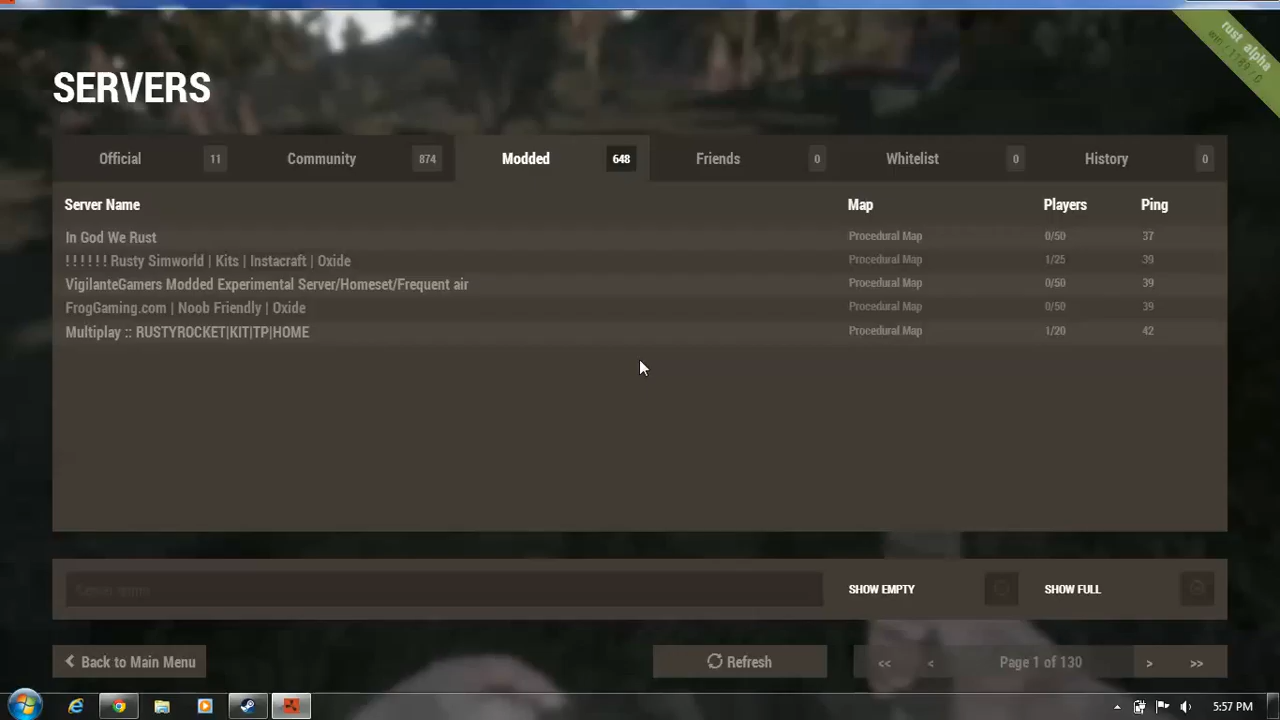 rust alpha
SERVERS
Official 11 Community 874 Modded 648 Friends 0 Whitelist 0 History 0
Server Name Map Players Ping
In God We Rust Procedural Map 0/50 37
! ! ! ! ! ! Rusty Simworld | Kits | Instacraft | Oxide Procedural Map 1/25 39
VigilanteGamers Modded Experimental Server/Homeset/Frequent air Procedural Map 0/50 39
FrogGaming.com | Noob Friendly | Oxide Procedural Map 0/50 39
Multiplay :: RUSTYROCKET|KIT|TP|HOME Procedural Map 1/20 42
SHOW EMPTY SHOW FULL
Back to Main Menu Refresh << < Page 1 of 130 > >>
5:57 PM